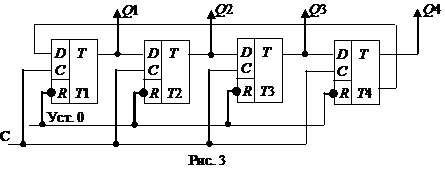 Q1 Q2 Q3 Q4
D T D T D T D T
C C C C
R T1 R T2 R T3 R T4
Уст. 0
С
Рис. 3